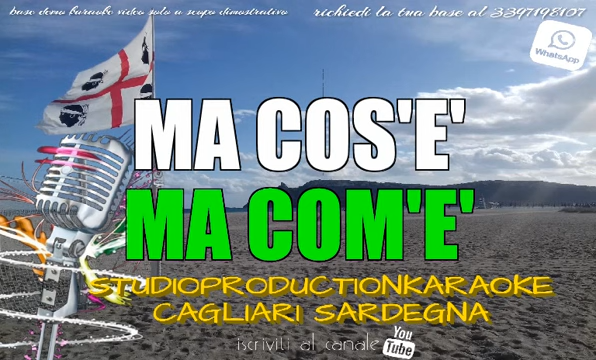 base demo karaoke video solo a scopo dimostrativo
richiedi la tua base al 3397198107
WhatsApp
MA COS'E'
MA COM'E'
STUDIOPRODUCTIONKARAOKE
CAGLIARI SARDEGNA
iscriviti al canale
You
Tube